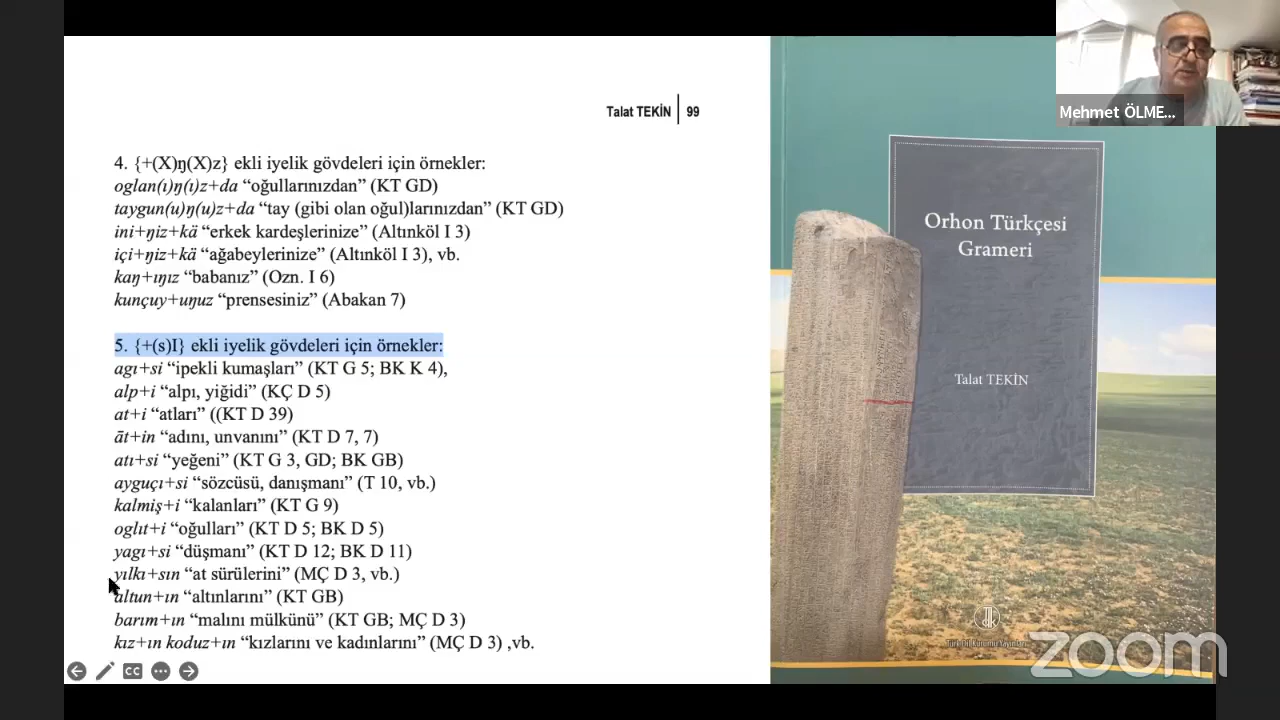 Talat TEKİN 99
4. {+(X)ŋ(X)z} ekli iyelik gövdeleri için örnekler:
oglan(ı)ŋ(ı)z+da “oğullarınızdan” (KT GD)
taygun(u)ŋ(u)z+da “tay (gibi olan oğul)larınızdan” (KT GD)
ini+ŋiz+kä “erkek kardeşlerinize” (Altınköl I 3)
içi+ŋiz+kä “ağabeylerinize” (Altınköl I 3), vb.
kaŋ+ıŋız “babanız” (Ozn. I 6)
kunçuy+uŋuz “prensesiniz” (Abakan 7)
5. {+(s)I} ekli iyelik gövdeleri için örnekler:
agı+si “ipekli kumaşları” (KT G 5; BK K 4),
alp+i “alpı, yiğidi” (KÇ D 5)
at+i “atları” ((KT D 39)
āt+in “adını, unvanını” (KT D 7, 7)
atı+si “yeğeni” (KT G 3, GD; BK GB)
ayguçı+si “sözcüsü, danışmanı” (T 10, vb.)
kalmiş+i “kalanları” (KT G 9)
oglıt+i “oğulları” (KT D 5; BK D 5)
yagı+si “düşmanı” (KT D 12; BK D 11)
yılkı+sın “at sürülerini” (MÇ D 3, vb.)
altun+ın “altınlarını” (KT GB)
barım+ın “malını mülkünü” (KT GB; MÇ D 3)
kız+ın koduz+ın “kızlarını ve kadınlarını” (MÇ D 3) ,vb.
Orhon Türkçesi
Grameri
Talat TEKİN
Türk Dil Kurumu Yayınları
Mehmet ÖLME...
CC
zoom